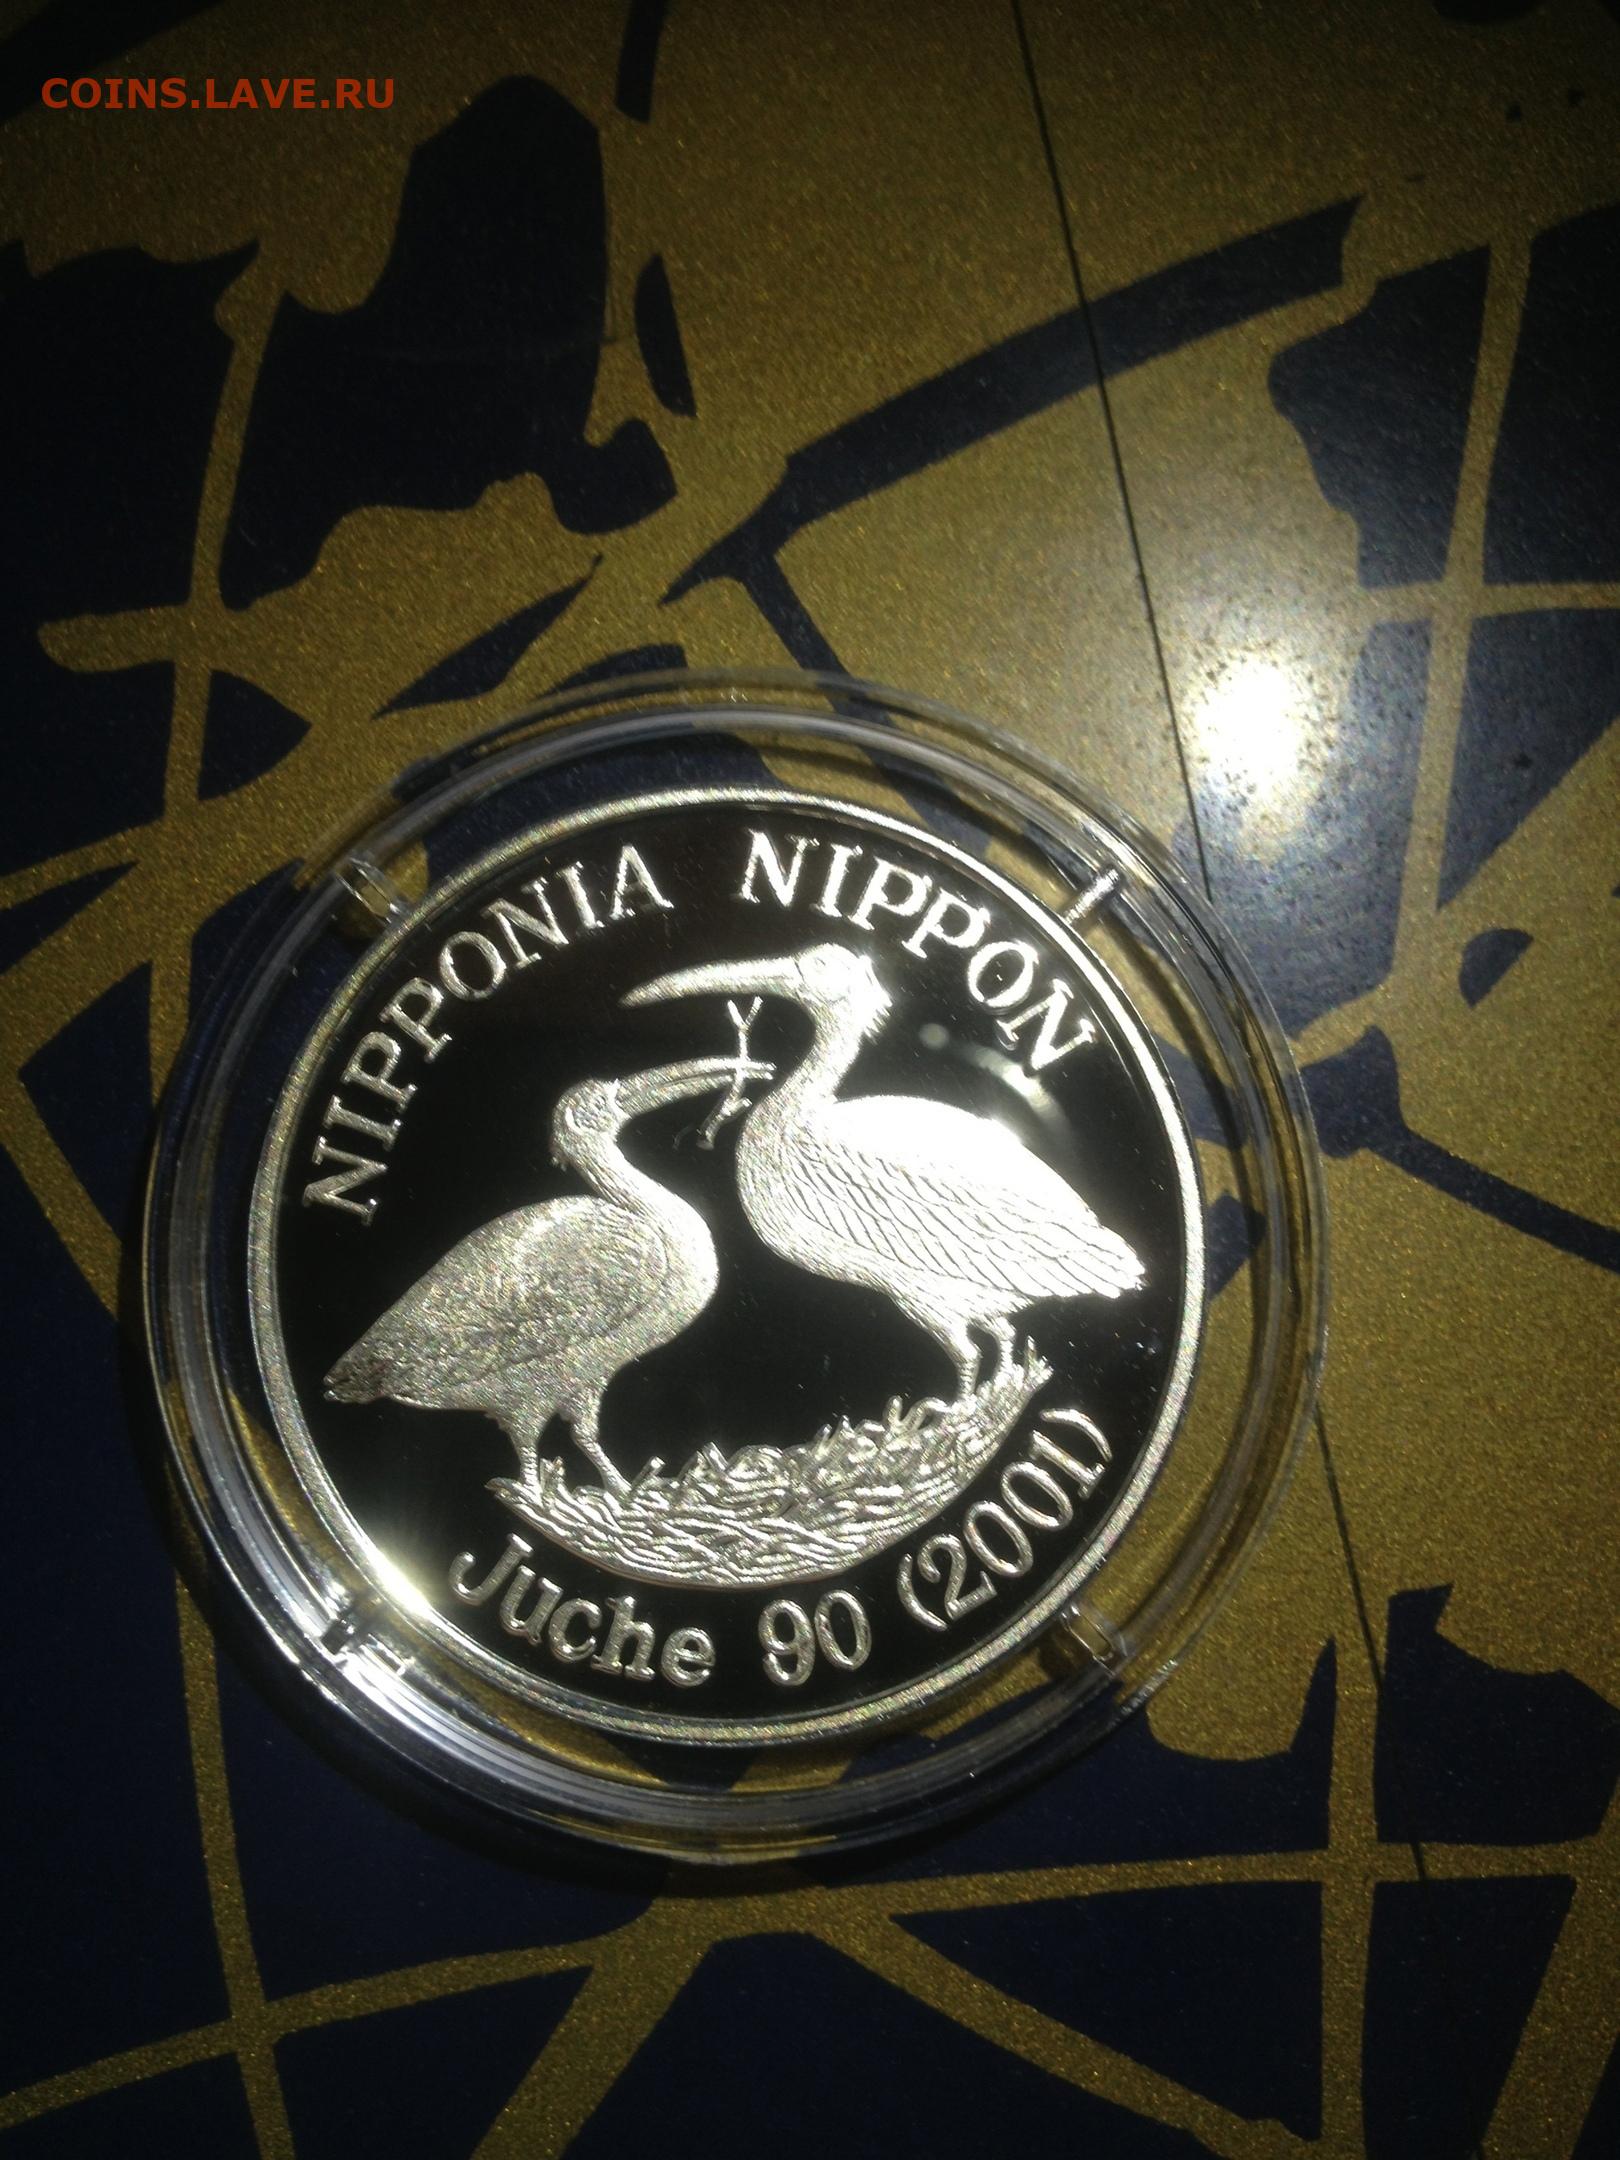 COINS.LAVE.RU
NIPPONIA NIPPON
Juche 90 (2001)